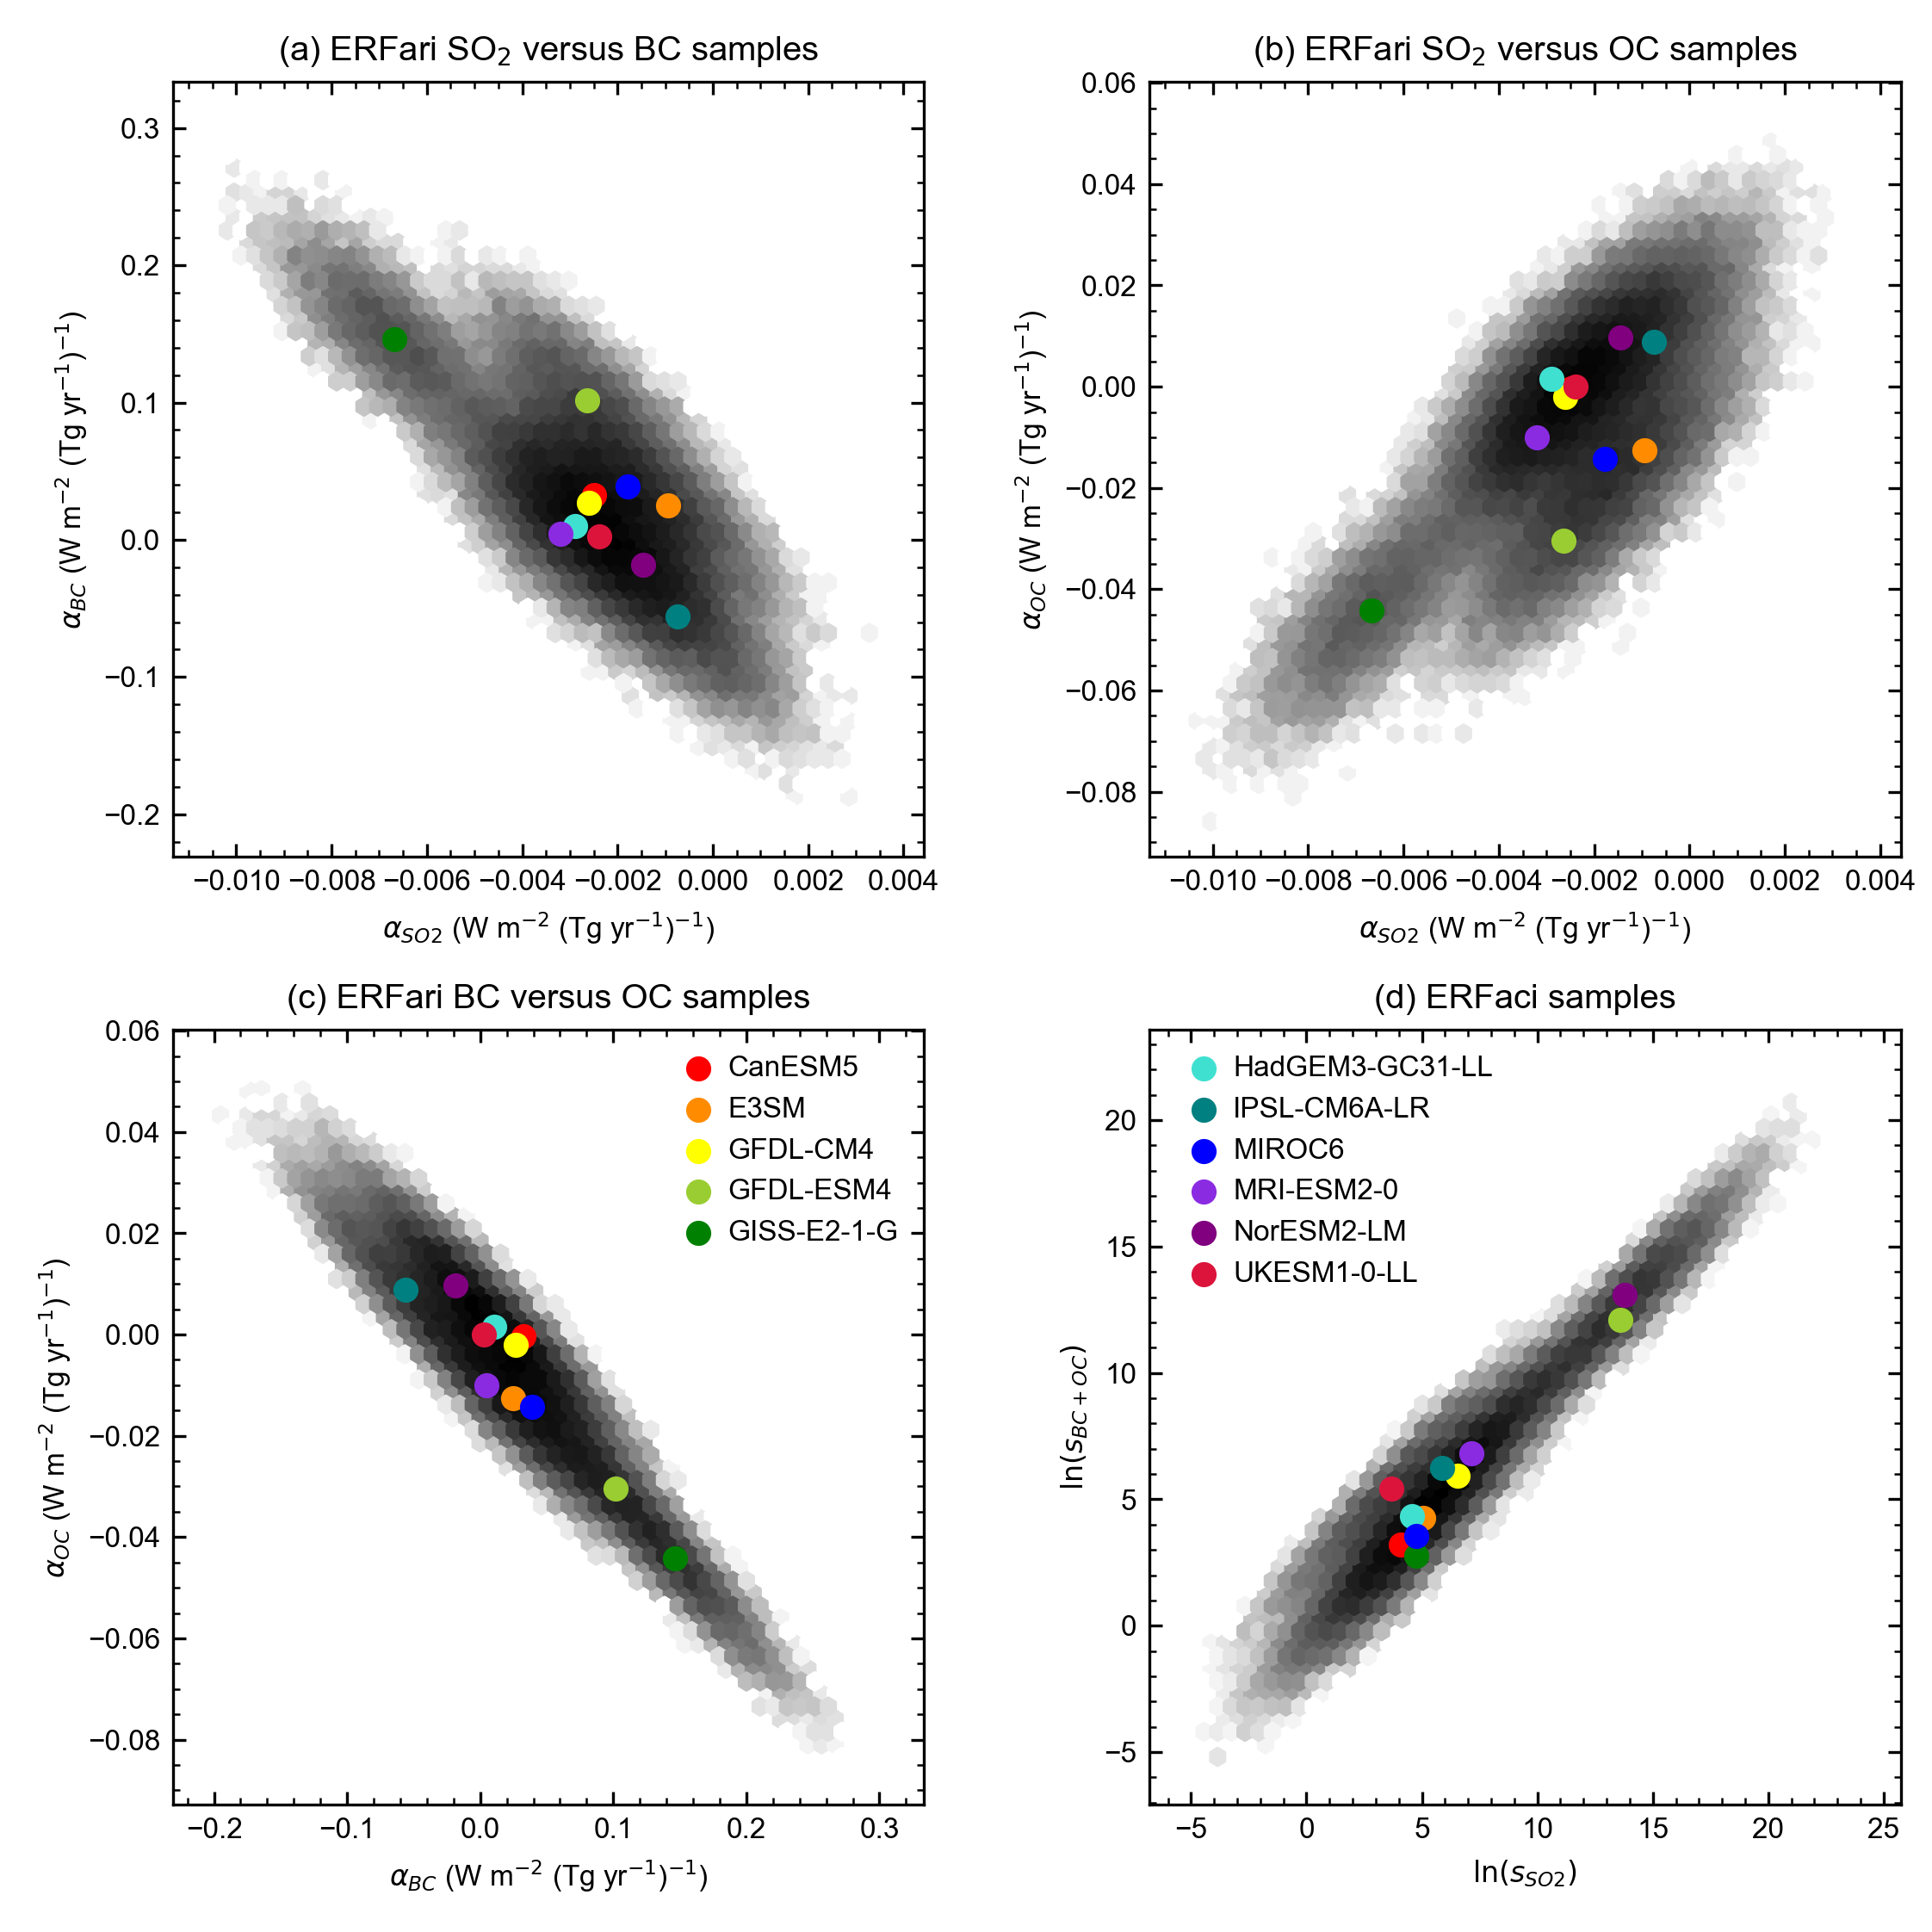 (a) ERFari SO₂ versus BC samples
0.3
0.2
0.1
0.0
−0.1
−0.2
α_BC (W m⁻² (Tg yr⁻¹)⁻¹)
−0.010 −0.008 −0.006 −0.004 −0.002 0.000 0.002 0.004
α_SO2 (W m⁻² (Tg yr⁻¹)⁻¹)
(b) ERFari SO₂ versus OC samples
0.06
0.04
0.02
0.00
−0.02
−0.04
−0.06
−0.08
α_OC (W m⁻² (Tg yr⁻¹)⁻¹)
−0.010 −0.008 −0.006 −0.004 −0.002 0.000 0.002 0.004
α_SO2 (W m⁻² (Tg yr⁻¹)⁻¹)
(c) ERFari BC versus OC samples
0.06
0.04
0.02
0.00
−0.02
−0.04
−0.06
−0.08
α_OC (W m⁻² (Tg yr⁻¹)⁻¹)
CanESM5
E3SM
GFDL-CM4
GFDL-ESM4
GISS-E2-1-G
−0.2 −0.1 0.0 0.1 0.2 0.3
α_BC (W m⁻² (Tg yr⁻¹)⁻¹)
(d) ERFaci samples
20
15
10
5
0
−5
ln(s_BC+OC)
HadGEM3-GC31-LL
IPSL-CM6A-LR
MIROC6
MRI-ESM2-0
NorESM2-LM
UKESM1-0-LL
−5 0 5 10 15 20 25
ln(s_SO2)